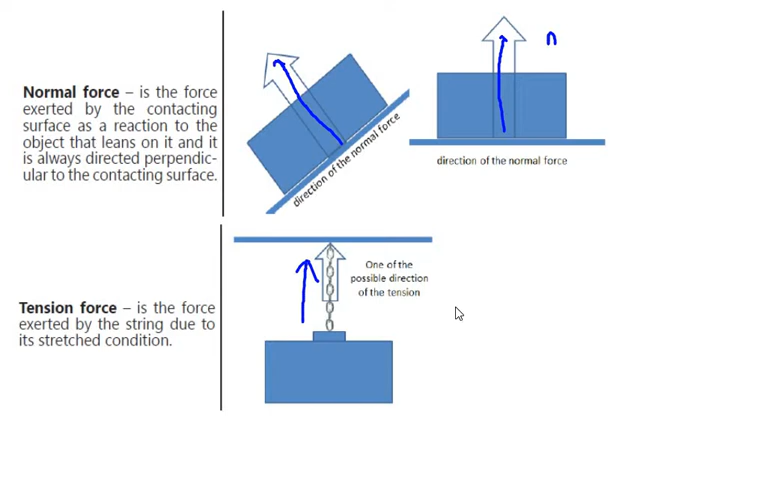 n
Normal force – is the force
exerted by the contacting
surface as a reaction to the
object that leans on it and it
is always directed perpendic-
ular to the contacting surface.
direction of the normal force
direction of the normal force
One of the
possible direction
of the tension
Tension force – is the force
exerted by the string due to
its stretched condition.